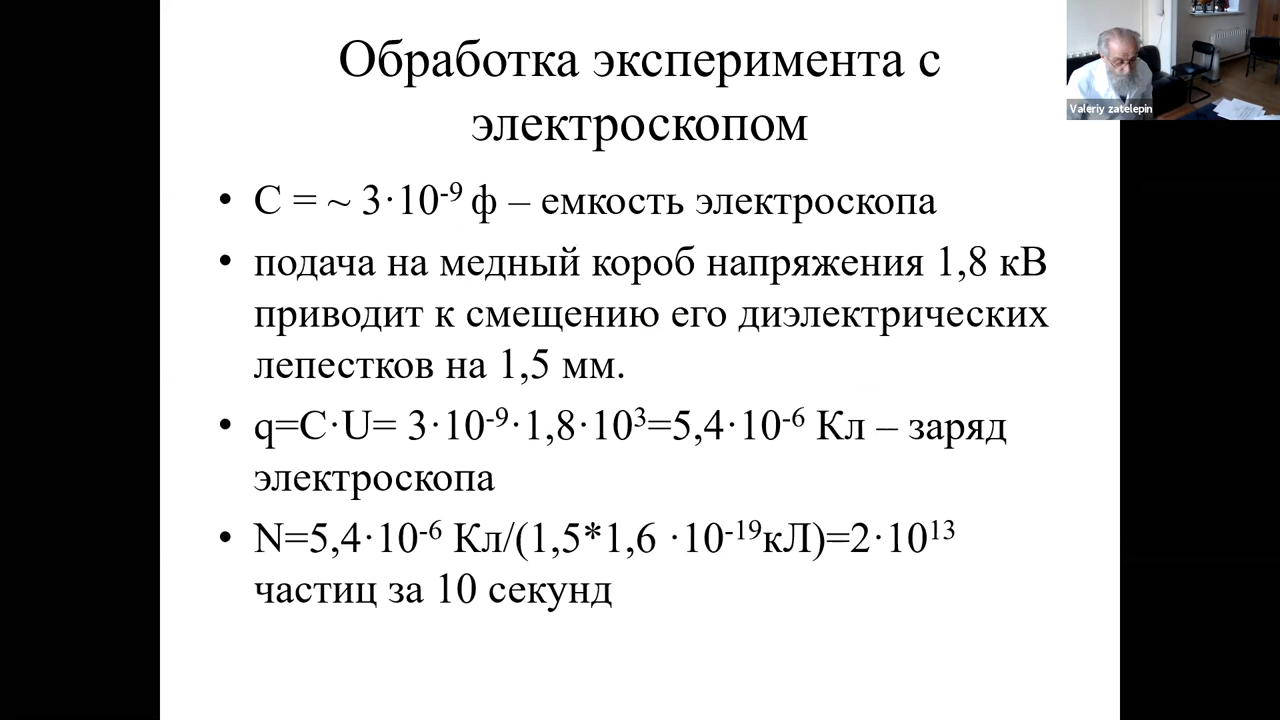 Обработка эксперимента с
электроскопом
Valeriy zatelepin
• C = ~ 3·10⁻⁹ ф – емкость электроскопа
• подача на медный короб напряжения 1,8 кВ
приводит к смещению его диэлектрических
лепестков на 1,5 мм.
• q=C·U= 3·10⁻⁹·1,8·10³=5,4·10⁻⁶ Кл – заряд
электроскопа
• N=5,4·10⁻⁶ Кл/(1,5*1,6 ·10⁻¹⁹кЛ)=2·10¹³
частиц за 10 секунд